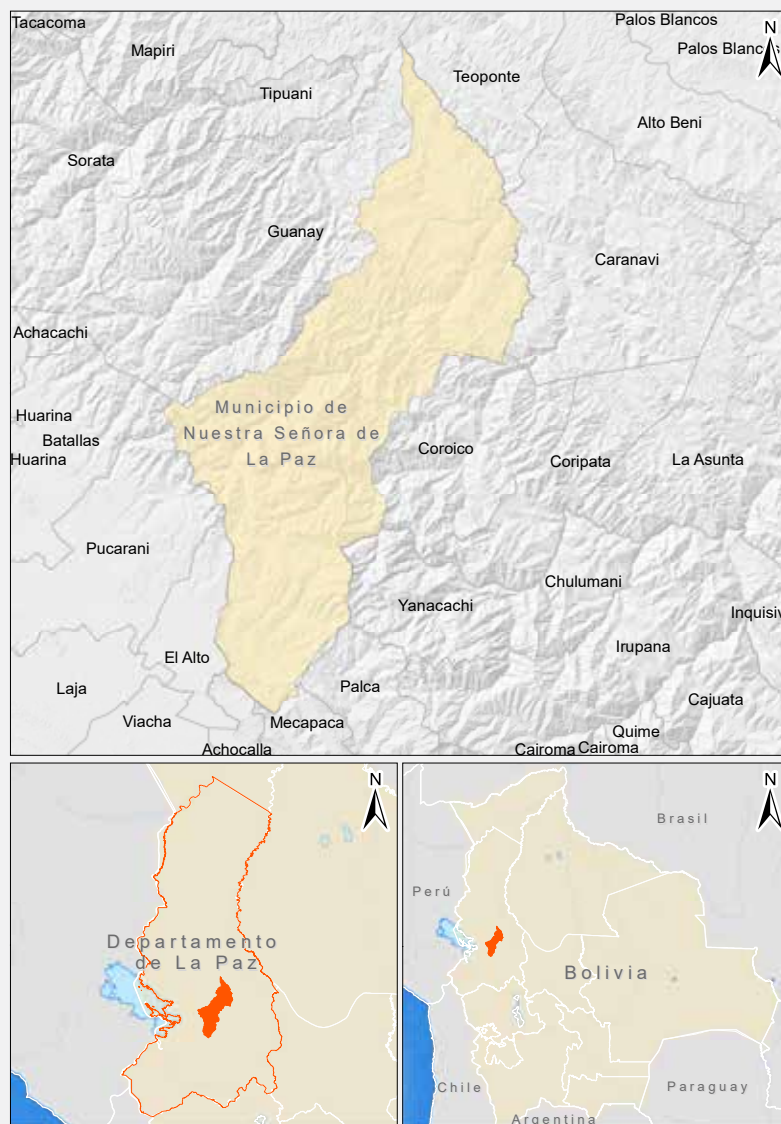 Tacacoma
Palos Blancos
N
Mapiri
Palos Blancos
Teoponte
Tipuani
Alto Beni
Sorata
Guanay
Caranavi
Achacachi
Municipio de
Nuestra Señora de
La Paz
Huarina
Batallas
Huarina
Coroico
Coripata
La Asunta
Pucarani
Chulumani
Yanacachi
Inquisiv
Irupana
El Alto
Laja
Palca
Cajuata
Viacha
Mecapaca
Quime
Achocalla
Cairoma
Cairoma
N
Departamento
de La Paz
N
Brasil
Perú
Bolivia
Chile
Paraguay
Argentina